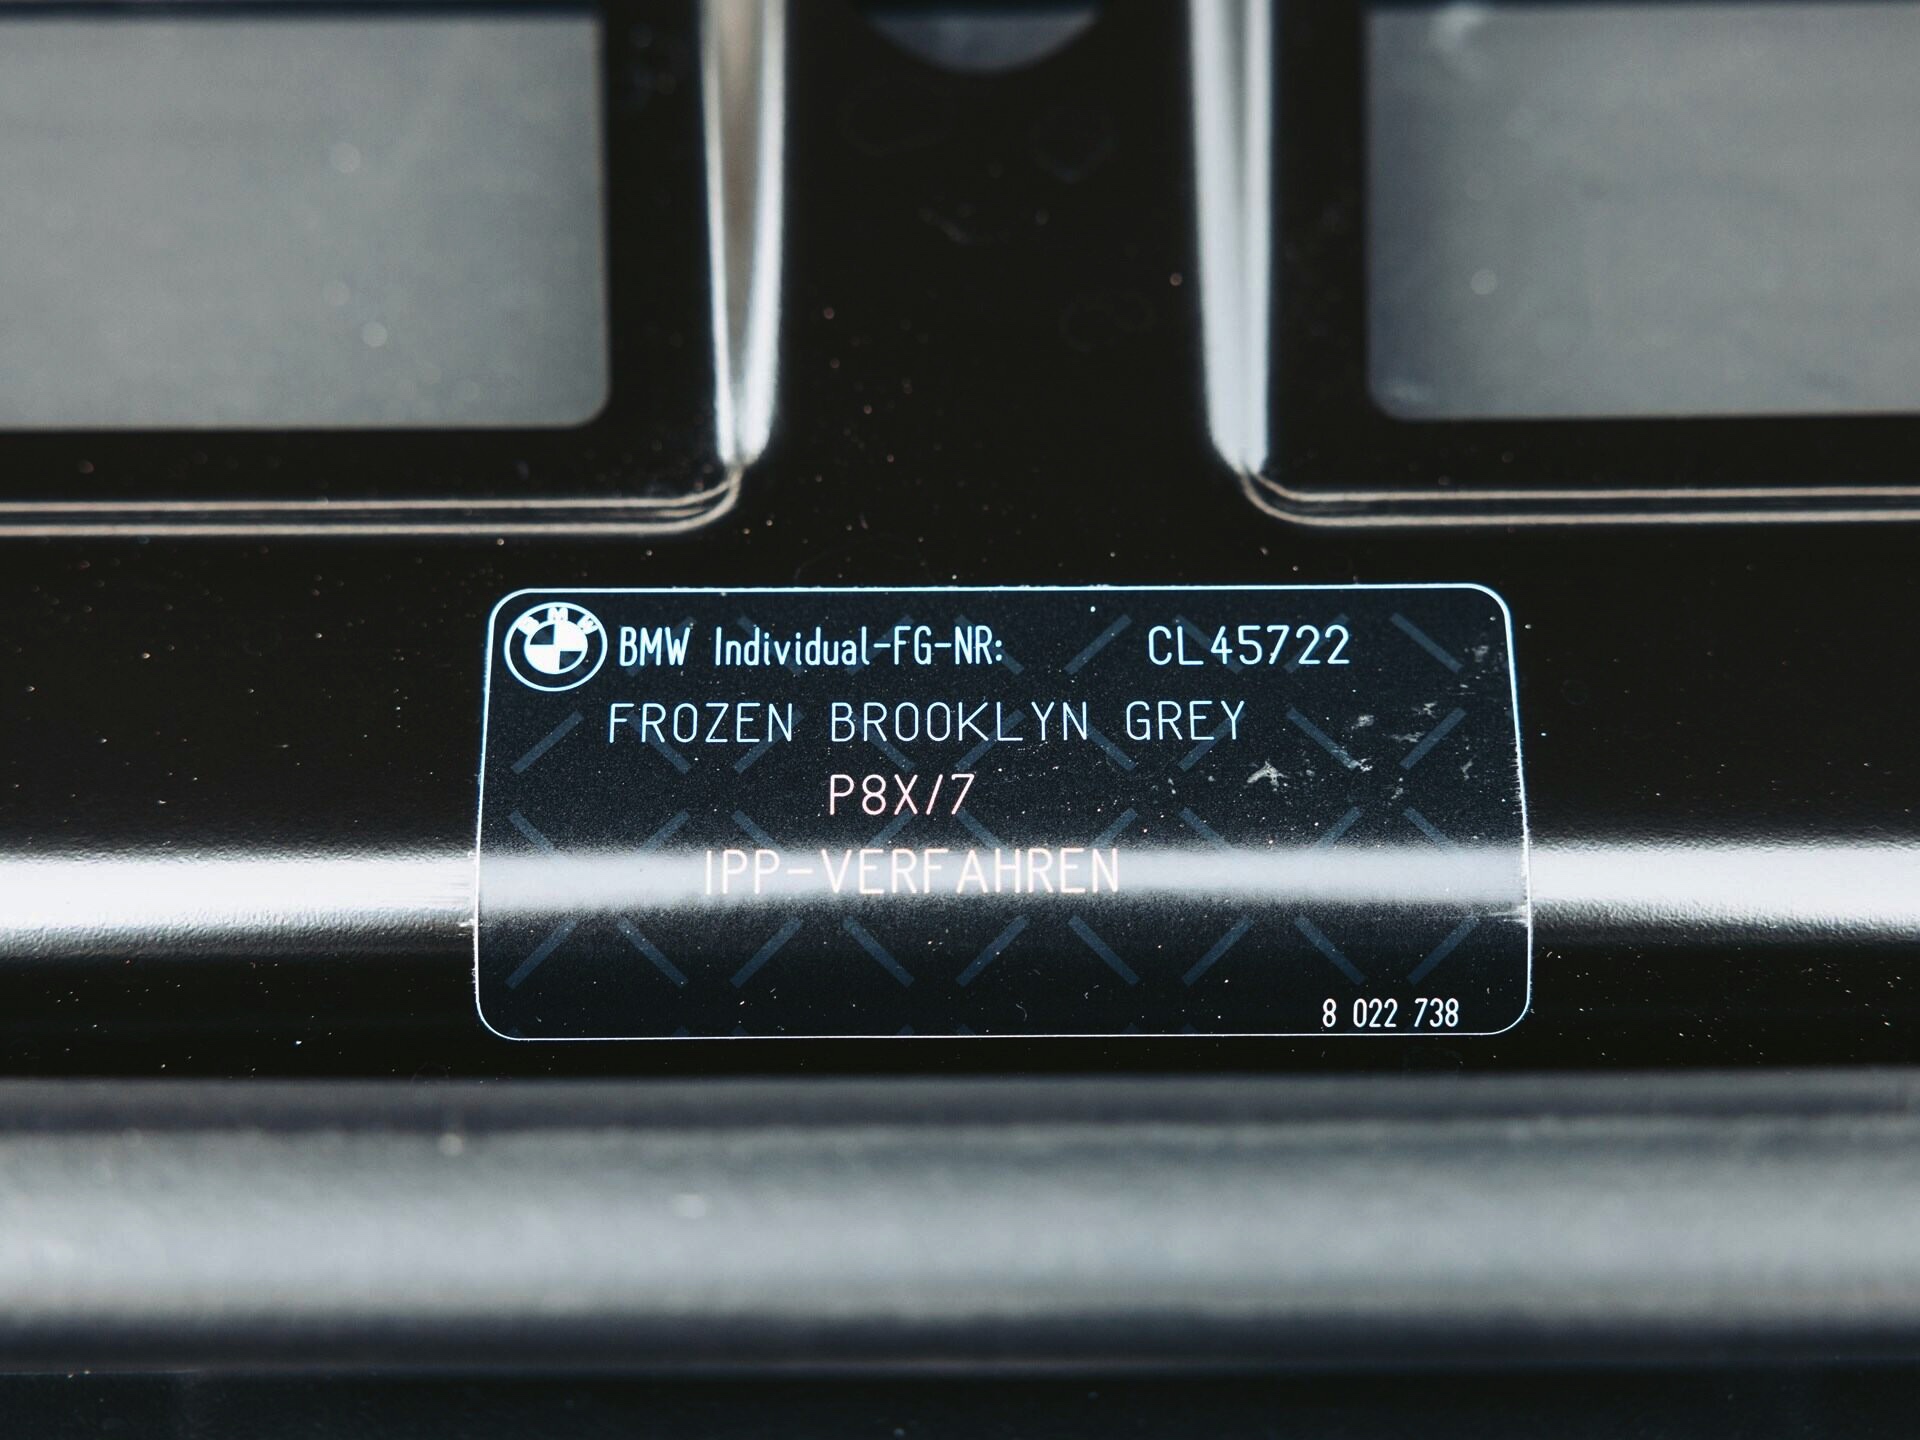 BMW Individual-FG-NR: CL45722
FROZEN BROOKLYN GREY
P8X/7
IPP-VERFAHREN
8 022 738